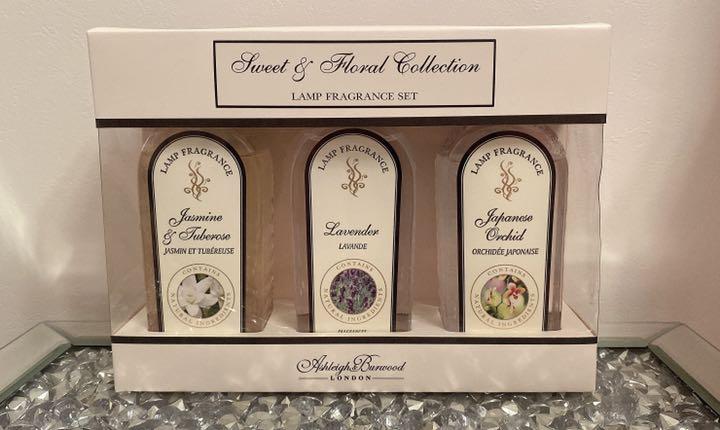 Sweet & Floral Collection
LAMP FRAGRANCE SET
LAMP FRAGRANCE
Jasmine
& Tuberose
JASMIN ET TUBÉREUSE
CONTAINS
NATURAL INGREDIENTS
LAMP FRAGRANCE
Lavender
LAVANDE
CONTAINS
NATURAL INGREDIENTS
LAMP FRAGRANCE
Japanese
Orchid
ORCHIDÉE JAPONAISE
CONTAINS
NATURAL INGREDIENTS
Ashleigh & Burwood
LONDON